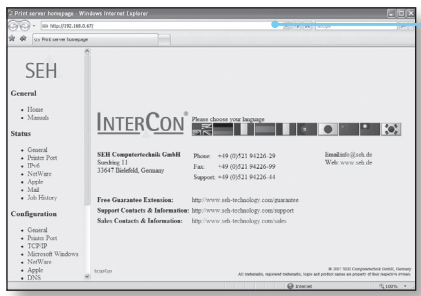 Print server homepage - Windows Internet Explorer
http://192.168.0.67/
Print server homepage
SEH
General
Home
Manuals
Status
General
Printer Port
IPv6
NetWare
Apple
Mail
Job History
Configuration
General
Printer Port
TCP/IP
Microsoft Windows
NetWare
Apple
DNS
INTERCON®
Please choose your language
SEH Computertechnik GmbH
Suedring 11
33647 Bielefeld, Germany
Phone: +49 (0)521 94226-29
Fax: +49 (0)521 94226-99
Support: +49 (0)521 94226-44
Email: info@seh.de
Web: www.seh.de
Free Guarantee Extension: http://www.seh-technology.com/guarantee
Support Contacts & Information: http://www.seh-technology.com/support
Sales Contacts & Information: http://www.seh-technology.com/sales
InterCon
© 2007 SEH Computertechnik GmbH, Germany
All trademarks, registered trademarks, logos and product names are property of their respective owners.
Internet
100%